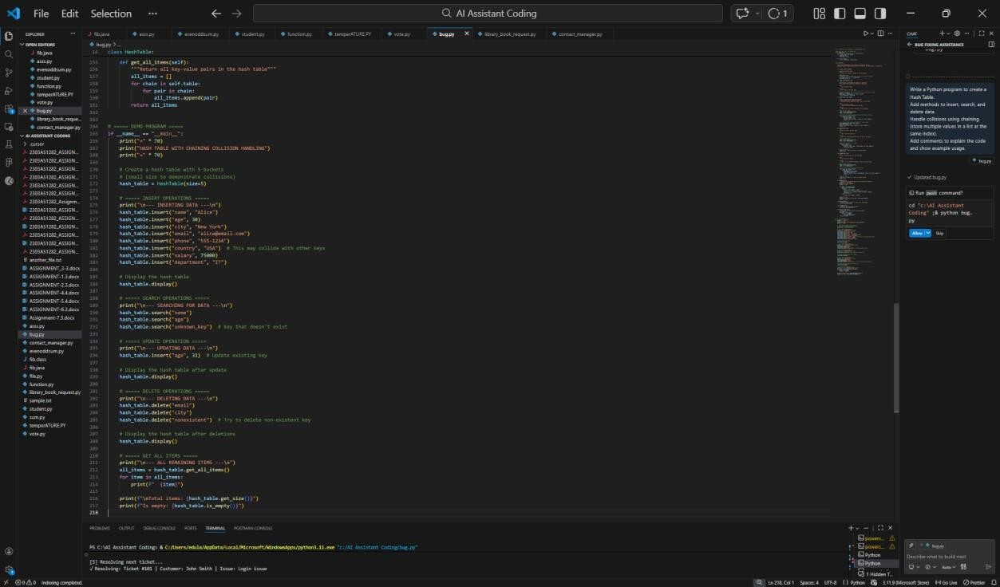 File Edit Selection ··· AI Assistant Coding 1
EXPLORER ···
OPEN EDITORS
fib.java
asss.py
evenoddsum.py
student.py
function.py
temperATURE.PY
vote.py
bug.py
library_book_reque...
contact_manager.py
AI ASSISTANT CODING
.cursor
2303A51282_ASSIGN...
2303A51282_ASSIGN...
2303A51282_ASSIGN...
2303A51282_ASSIGN...
2303A51282_ASSIGN...
2303A51282_ASSIGN...
2303A51282_Assignm...
2303A51282_ASSIGN...
2303A51282_ASSIGN...
2303A51282_ASSIGN...
2303A51282_ASSIGN...
2303A51282_ASSIGN...
2303A51282_ASSIGN...
another_file.txt
ASSIGNMENT_3-3.docx
ASSIGNMENT-1.3.docx
ASSIGNMENT-2.3.docx
ASSIGNMENT-4.4.docx
ASSIGNMENT-5.4.docx
ASSIGNMENT-6.3.docx
Assignment-7.3.docx
asss.py
bug.py
contact_manager.py
evenoddsum.py
fib.class
fib.java
file.py
function.py
library_book_request.py
sample.txt
student.py
sum.py
temperATURE.PY
vote.py
fib.java asss.py evenoddsum.py student.py function.py temperATURE.PY vote.py bug.py library_book_request.py contact_manager.py
bug.py > ...
14 class HashTable:
155 def get_all_items(self):
156 """Return all key-value pairs in the hash table"""
157 all_items = []
158 for chain in self.table:
159 for pair in chain:
160 all_items.append(pair)
161 return all_items
162
163
164 # ===== DEMO PROGRAM =====
165 if __name__ == "__main__":
166 print("=" * 70)
167 print("HASH TABLE WITH CHAINING COLLISION HANDLING")
168 print("=" * 70)
169
170 # Create a hash table with 5 buckets
171 # (small size to demonstrate collisions)
172 hash_table = HashTable(size=5)
173
174 # ===== INSERT OPERATIONS =====
175 print("\n--- INSERTING DATA ---\n")
176 hash_table.insert("name", "Alice")
177 hash_table.insert("age", 30)
178 hash_table.insert("city", "New York")
179 hash_table.insert("email", "alice@email.com")
180 hash_table.insert("phone", "555-1234")
181 hash_table.insert("country", "USA") # This may collide with other keys
182 hash_table.insert("salary", 75000)
183 hash_table.insert("department", "IT")
184
185 # Display the hash table
186 hash_table.display()
187
188 # ===== SEARCH OPERATIONS =====
189 print("\n--- SEARCHING FOR DATA ---\n")
190 hash_table.search("name")
191 hash_table.search("age")
192 hash_table.search("unknown_key") # Key that doesn't exist
193
194 # ===== UPDATE OPERATION =====
195 print("\n--- UPDATING DATA ---\n")
196 hash_table.insert("age", 31) # Update existing key
197
198 # Display the hash table after update
199 hash_table.display()
200
201 # ===== DELETE OPERATIONS =====
202 print("\n--- DELETING DATA ---\n")
203 hash_table.delete("email")
204 hash_table.delete("city")
205 hash_table.delete("nonexistent") # Try to delete non-existent key
206
207 # Display the hash table after deletions
208 hash_table.display()
209
210 # ===== GET ALL ITEMS =====
211 print("\n--- ALL REMAINING ITEMS ---\n")
212 all_items = hash_table.get_all_items()
213 for item in all_items:
214 print(f" {item}")
215
216 print(f"\nTotal items: {hash_table.get_size()}")
217 print(f"Is empty: {hash_table.is_empty()}")
218
PROBLEMS OUTPUT DEBUG CONSOLE PORTS TERMINAL POSTMAN CONSOLE
PS C:\AI Assistant Coding> & C:/Users/edula/AppData/Local/Microsoft/WindowsApps/python3.11.exe "c:/AI Assistant Coding/bug.py"
[5] Resolving next ticket...
✓ Resolving: Ticket #101 | Customer: John Smith | Issue: Login issue
powers...
powers...
Python
Python
1 Hidden T...
CHAT
BUG FIXING ASSISTANCE
Write a Python program to create a
Hash Table.
Add methods to insert, search, and
delete data.
Handle collisions using chaining
(store multiple values in a list at the
same index).
Add comments to explain the code
and show example usage.
bug.py
Updated bug.py
Run pwsh command?
cd "c:\AI Assistant
Coding" ;& python bug.
py
Allow Skip
bug.py
Describe what to build next
Auto
0 0 Indexing completed. Ln 218, Col 1 Spaces: 4 UTF-8 { } Python 3.11.9 (Microsoft Store) Go Live Prettier